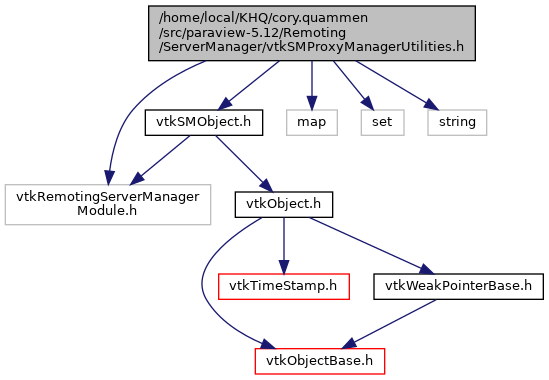 /home/local/KHQ/cory.quammen
/src/paraview-5.12/Remoting
/ServerManager/vtkSMProxyManagerUtilities.h
vtkSMObject.h
map
set
string
vtkRemotingServerManager
Module.h
vtkObject.h
vtkTimeStamp.h
vtkWeakPointerBase.h
vtkObjectBase.h